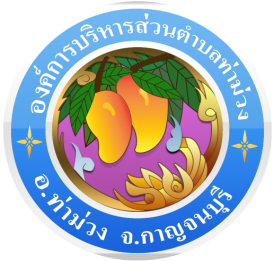 องค์การบริหารส่วนตำบลท่าม่วง
อ.ท่าม่วง จ.กาญจนบุรี